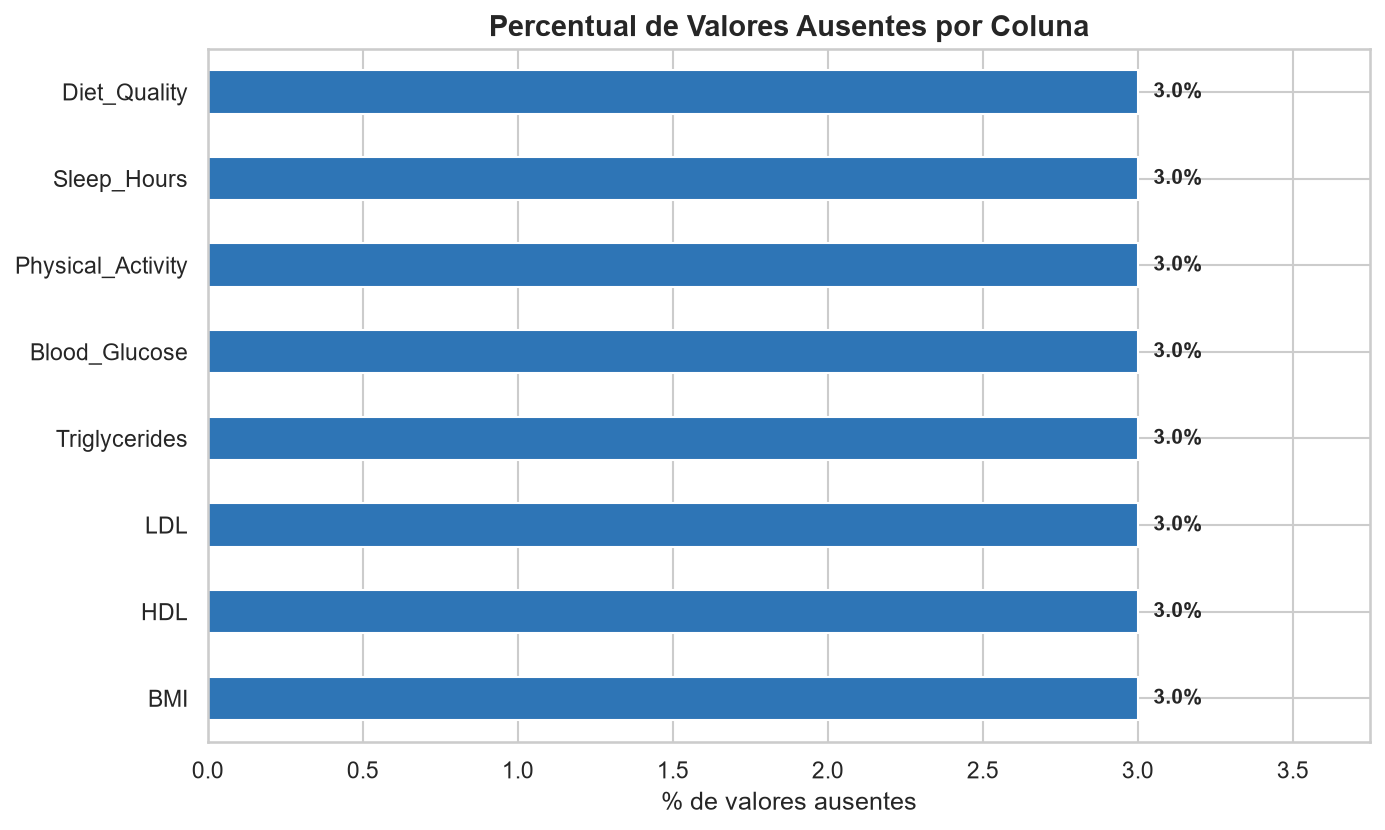 Percentual de Valores Ausentes por Coluna
Diet_Quality 3.0%
Sleep_Hours 3.0%
Physical_Activity 3.0%
Blood_Glucose 3.0%
Triglycerides 3.0%
LDL 3.0%
HDL 3.0%
BMI 3.0%
0.0 0.5 1.0 1.5 2.0 2.5 3.0 3.5
% de valores ausentes